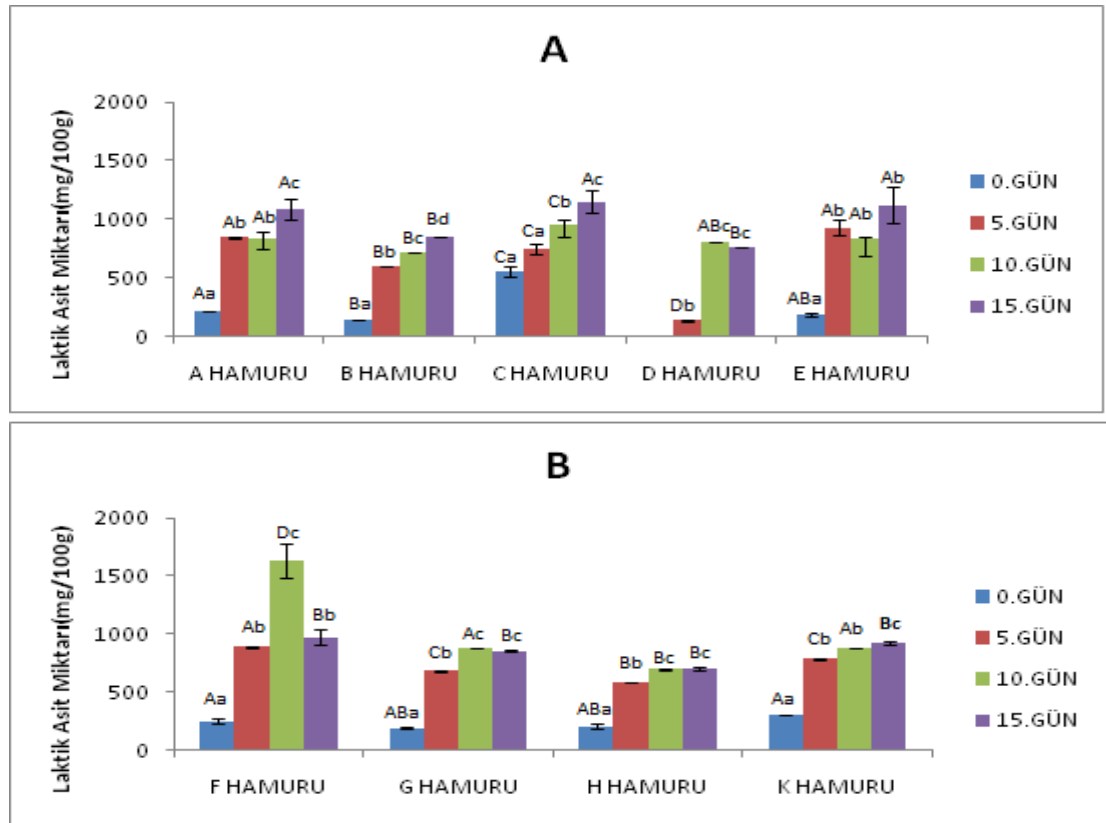 A
Laktik Asit Miktarı(mg/100g)
2000
1500
1000
500
0
Aa Ab Ab Ac
Ba Bb Bc Bd
Ca Ca Cb Ac
Db ABc Bc
ABa Ab Ab Ab
A HAMURU B HAMURU C HAMURU D HAMURU E HAMURU
0.GÜN
5.GÜN
10.GÜN
15.GÜN
B
Laktik Asit Miktarı(mg/100g)
2000
1500
1000
500
0
Aa Ab Dc Bb
ABa Cb Ac Bc
ABa Bb Bc Bc
Aa Cb Ab Bc
F HAMURU G HAMURU H HAMURU K HAMURU
0.GÜN
5.GÜN
10.GÜN
15.GÜN